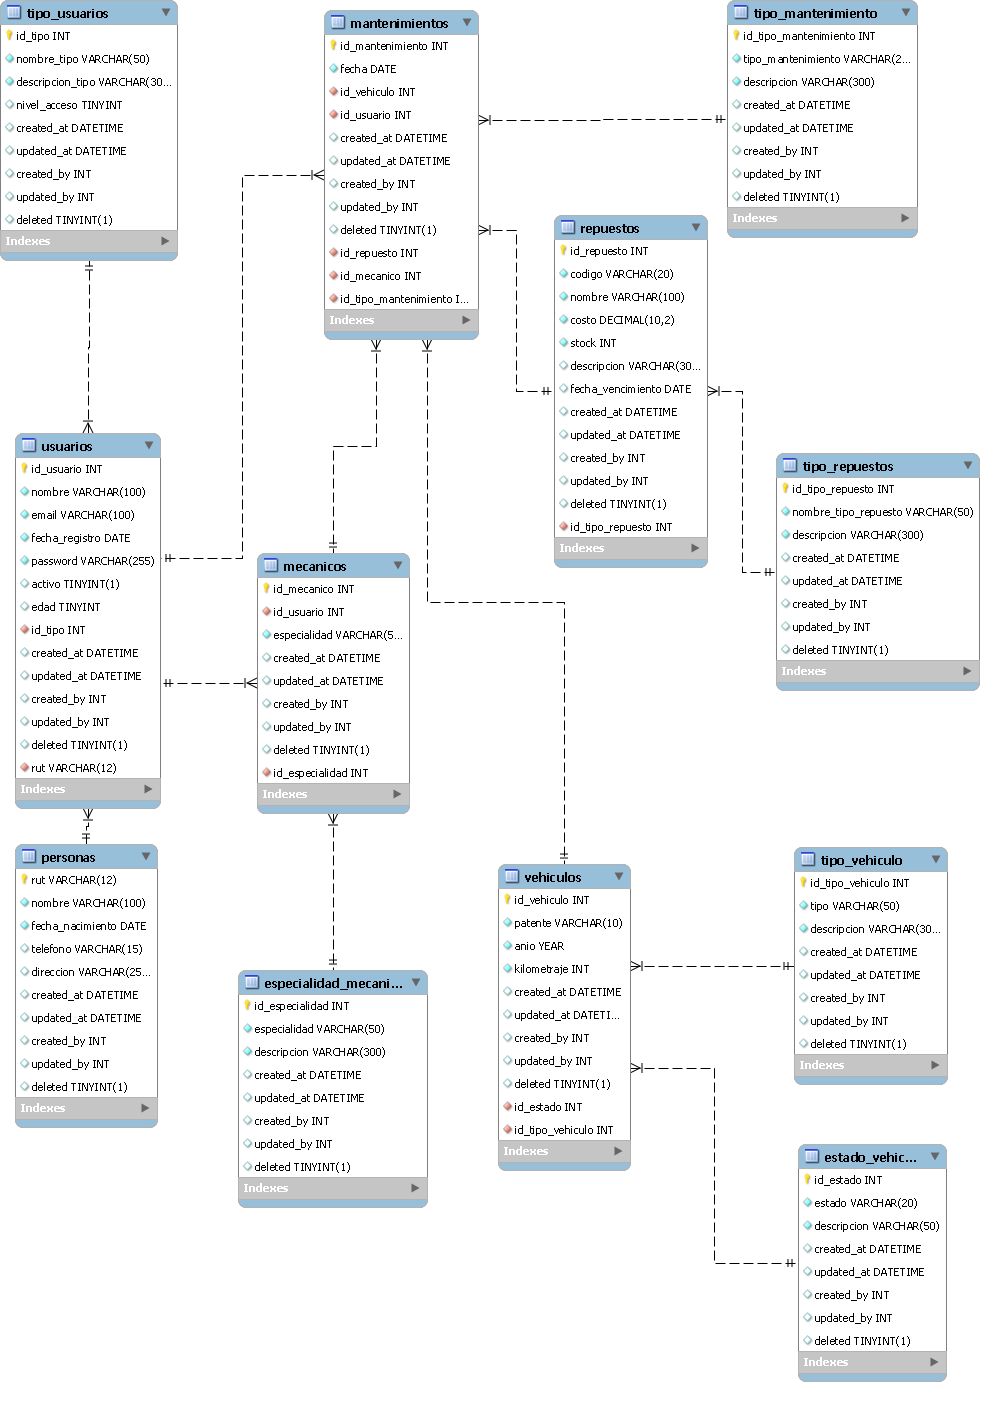 tipo_usuarios
id_tipo INT
nombre_tipo VARCHAR(50)
descripcion_tipo VARCHAR(30...
nivel_acceso TINYINT
created_at DATETIME
updated_at DATETIME
created_by INT
updated_by INT
deleted TINYINT(1)
Indexes
mantenimientos
id_mantenimiento INT
fecha DATE
id_vehiculo INT
id_usuario INT
created_at DATETIME
updated_at DATETIME
created_by INT
updated_by INT
deleted TINYINT(1)
id_repuesto INT
id_mecanico INT
id_tipo_mantenimiento I...
Indexes
tipo_mantenimiento
id_tipo_mantenimiento INT
tipo_mantenimiento VARCHAR(2...
descripcion VARCHAR(300)
created_at DATETIME
updated_at DATETIME
created_by INT
updated_by INT
deleted TINYINT(1)
Indexes
repuestos
id_repuesto INT
codigo VARCHAR(20)
nombre VARCHAR(100)
costo DECIMAL(10,2)
stock INT
descripcion VARCHAR(30...
fecha_vencimiento DATE
created_at DATETIME
updated_at DATETIME
created_by INT
updated_by INT
deleted TINYINT(1)
id_tipo_repuesto INT
Indexes
tipo_repuestos
id_tipo_repuesto INT
nombre_tipo_repuesto VARCHAR(50)
descripcion VARCHAR(300)
created_at DATETIME
updated_at DATETIME
created_by INT
updated_by INT
deleted TINYINT(1)
Indexes
usuarios
id_usuario INT
nombre VARCHAR(100)
email VARCHAR(100)
fecha_registro DATE
password VARCHAR(255)
activo TINYINT(1)
edad TINYINT
id_tipo INT
created_at DATETIME
updated_at DATETIME
created_by INT
updated_by INT
deleted TINYINT(1)
rut VARCHAR(12)
Indexes
mecanicos
id_mecanico INT
id_usuario INT
especialidad VARCHAR(5...
created_at DATETIME
updated_at DATETIME
created_by INT
updated_by INT
deleted TINYINT(1)
id_especialidad INT
Indexes
personas
rut VARCHAR(12)
nombre VARCHAR(100)
fecha_nacimiento DATE
telefono VARCHAR(15)
direccion VARCHAR(25...
created_at DATETIME
updated_at DATETIME
created_by INT
updated_by INT
deleted TINYINT(1)
Indexes
especialidad_mecani...
id_especialidad INT
especialidad VARCHAR(50)
descripcion VARCHAR(300)
created_at DATETIME
updated_at DATETIME
created_by INT
updated_by INT
deleted TINYINT(1)
Indexes
vehiculos
id_vehiculo INT
patente VARCHAR(10)
anio YEAR
kilometraje INT
created_at DATETIME
updated_at DATETI...
created_by INT
updated_by INT
deleted TINYINT(1)
id_estado INT
id_tipo_vehiculo INT
Indexes
tipo_vehiculo
id_tipo_vehiculo INT
tipo VARCHAR(50)
descripcion VARCHAR(30...
created_at DATETIME
updated_at DATETIME
created_by INT
updated_by INT
deleted TINYINT(1)
Indexes
estado_vehic...
id_estado INT
estado VARCHAR(20)
descripcion VARCHAR(50)
created_at DATETIME
updated_at DATETIME
created_by INT
updated_by INT
deleted TINYINT(1)
Indexes